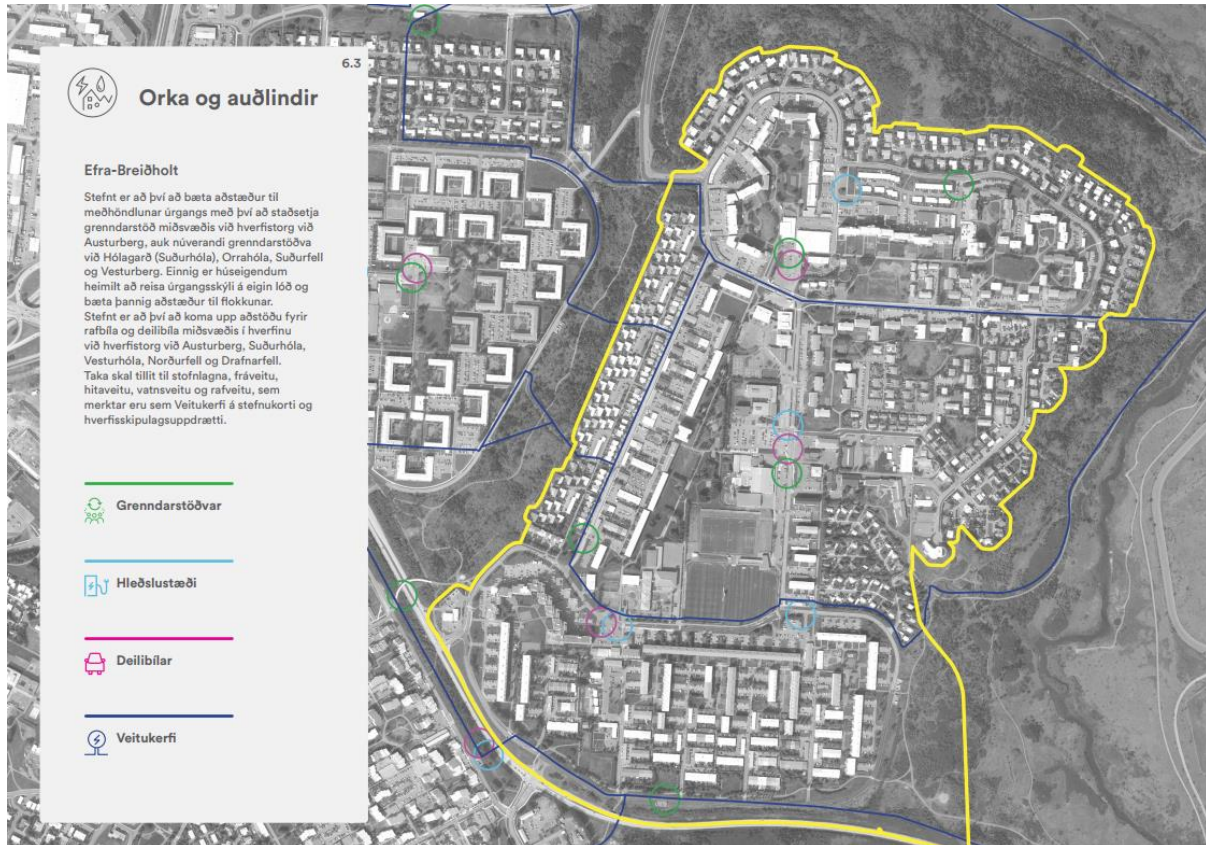 6.3
Orka og auðlindir
Efra-Breiðholt
Stefnt er að því að bæta aðstæður til
meðhöndlunar úrgangs með því að staðsetja
grenndarstöð miðsvæðis við hverfistorg við
Austurberg, auk núverandi grenndarstöðva
við Hólagarð (Suðurhóla), Orrahóla, Suðurfell
og Vesturberg. Einnig er húseigendum
heimilt að reisa úrgangsskýli á eigin lóð og
bæta þannig aðstæður til flokkunar.
Stefnt er að því að koma upp aðstöðu fyrir
rafbíla og deilibíla miðsvæðis í hverfinu
við hverfistorg við Austurberg, Suðurhóla,
Vesturhóla, Norðurfell og Drafnarfell.
Taka skal tillit til stofnlagna, fráveitu,
hitaveitu, vatnsveitu og rafveitu, sem
merktar eru sem Veitukerfi á stefnukorti og
hverfisskipulagsuppdrætti.
Grenndarstöðvar
Hleðslustæði
Deilibílar
Veitukerfi